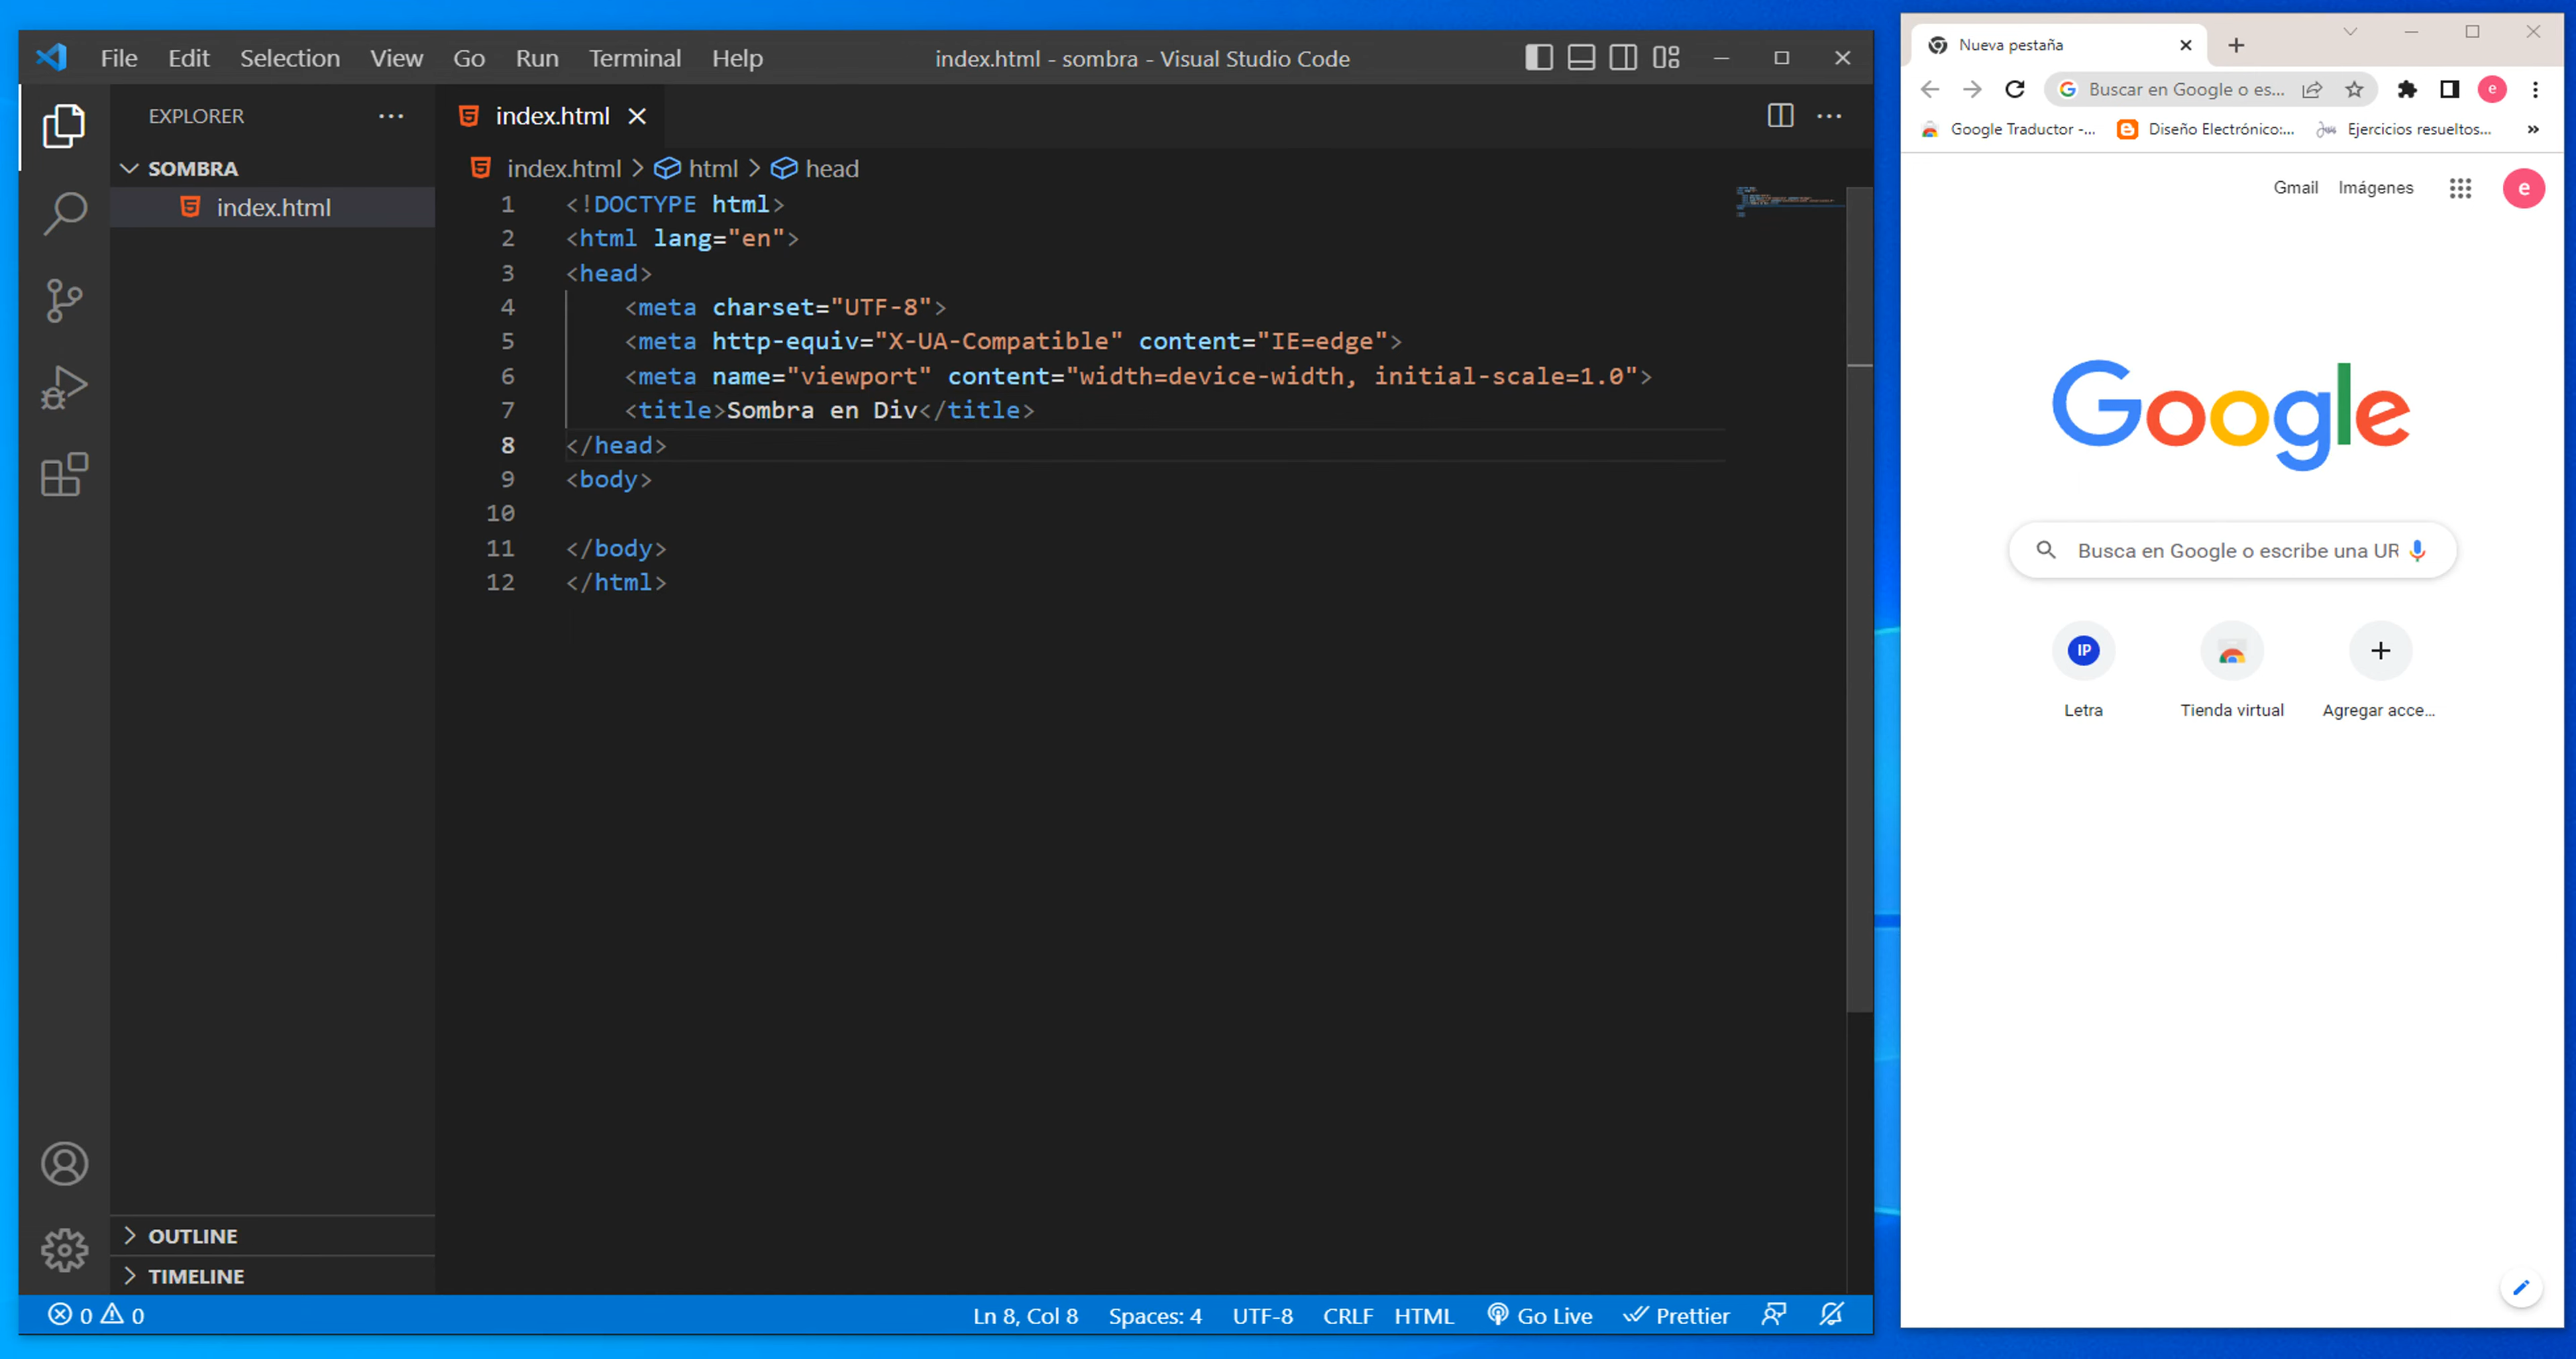 File Edit Selection View Go Run Terminal Help
index.html - sombra - Visual Studio Code
EXPLORER
SOMBRA
index.html
index.html
index.html > html > head
1 <!DOCTYPE html>
2 <html lang="en">
3 <head>
4 <meta charset="UTF-8">
5 <meta http-equiv="X-UA-Compatible" content="IE=edge">
6 <meta name="viewport" content="width=device-width, initial-scale=1.0">
7 <title>Sombra en Div</title>
8 </head>
9 <body>
10
11 </body>
12 </html>
OUTLINE
TIMELINE
0 0
Ln 8, Col 8 Spaces: 4 UTF-8 CRLF HTML Go Live Prettier
Nueva pestaña
Buscar en Google o es...
e
Google Traductor -... Diseño Electrónico:... Ejercicios resueltos... »
Gmail Imágenes e
Google
Busca en Google o escribe una UR
IP
Letra Tienda virtual Agregar acce...